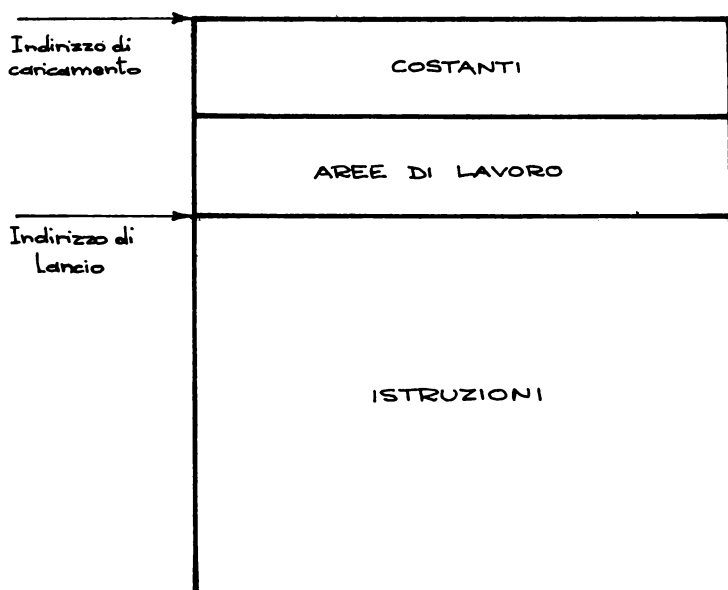 Indirizzo di
caricamento
COSTANTI
AREE DI LAVORO
Indirizzo di
Lancio
ISTRUZIONI